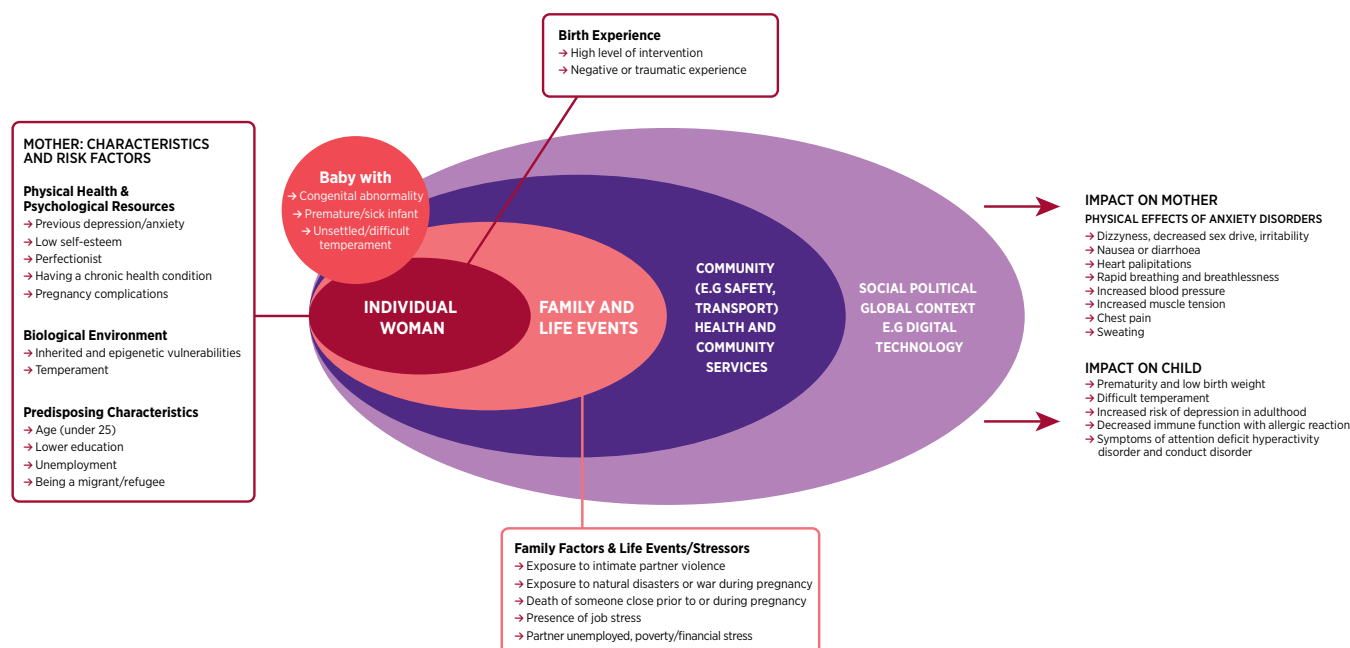 Birth Experience
→ High level of intervention
→ Negative or traumatic experience
MOTHER: CHARACTERISTICS
AND RISK FACTORS
Physical Health &
Psychological Resources
→ Previous depression/anxiety
→ Low self-esteem
→ Perfectionist
→ Having a chronic health condition
→ Pregnancy complications
Biological Environment
→ Inherited and epigenetic vulnerabilities
→ Temperament
Predisposing Characteristics
→ Age (under 25)
→ Lower education
→ Unemployment
→ Being a migrant/refugee
Baby with
→ Congenital abnormality
→ Premature/sick infant
→ Unsettled/difficult
temperament
INDIVIDUAL
WOMAN
FAMILY AND
LIFE EVENTS
COMMUNITY
(E.G SAFETY,
TRANSPORT)
HEALTH AND
COMMUNITY
SERVICES
SOCIAL POLITICAL
GLOBAL CONTEXT
E.G DIGITAL
TECHNOLOGY
IMPACT ON MOTHER
PHYSICAL EFFECTS OF ANXIETY DISORDERS
→ Dizzyness, decreased sex drive, irritability
→ Nausea or diarrhoea
→ Heart palipitations
→ Rapid breathing and breathlessness
→ Increased blood pressure
→ Increased muscle tension
→ Chest pain
→ Sweating
IMPACT ON CHILD
→ Prematurity and low birth weight
→ Difficult temperament
→ Increased risk of depression in adulthood
→ Decreased immune function with allergic reaction
→ Symptoms of attention deficit hyperactivity
disorder and conduct disorder
Family Factors & Life Events/Stressors
→ Exposure to intimate partner violence
→ Exposure to natural disasters or war during pregnancy
→ Death of someone close prior to or during pregnancy
→ Presence of job stress
→ Partner unemployed, poverty/financial stress